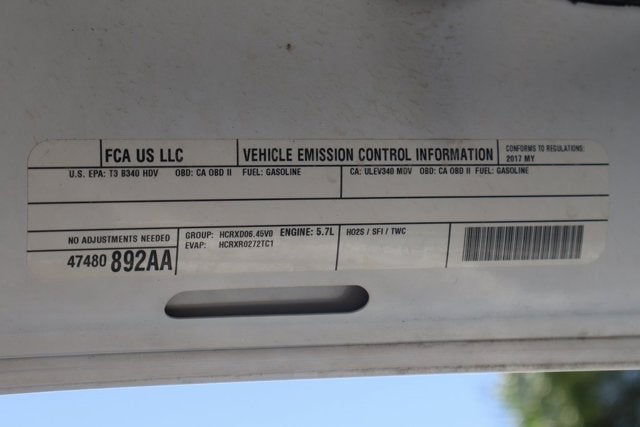 FCA US LLC
VEHICLE EMISSION CONTROL INFORMATION
CONFORMS TO REGULATIONS:
2017 MY
U.S. EPA: T3 B340 HDV OBD: CA OBD II FUEL: GASOLINE
CA: ULEV340 MDV OBD: CA OBD II FUEL: GASOLINE
NO ADJUSTMENTS NEEDED
47480 892AA
GROUP: HCRXD06.45V0 ENGINE: 5.7L
EVAP: HCRXR0272TC1
HO2S / SFI / TWC